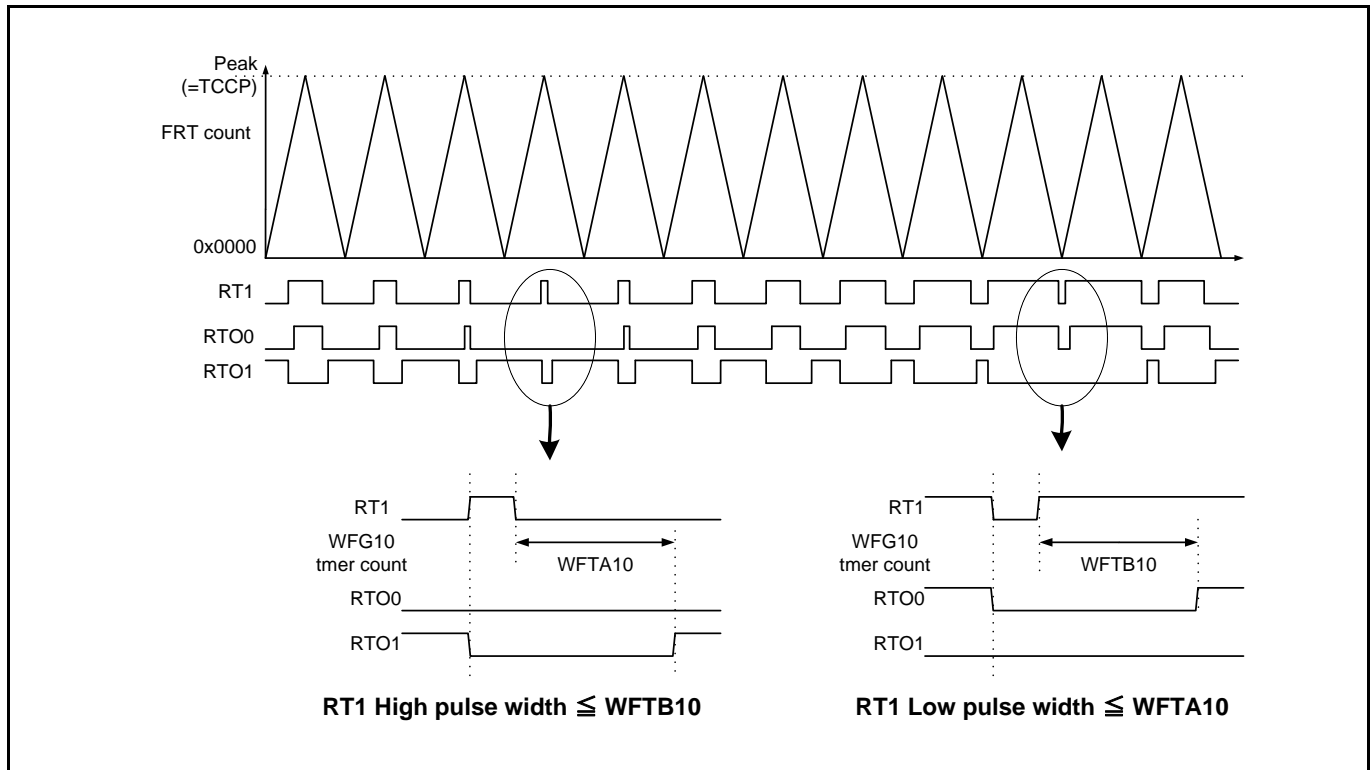 Peak
(=TCCP)
FRT count
0x0000
RT1
RTO0
RTO1
RT1
WFG10
tmer count
WFTA10
RTO0
RTO1
RT1 High pulse width ≦ WFTB10
RT1
WFG10
tmer count
WFTB10
RTO0
RTO1
RT1 Low pulse width ≦ WFTA10